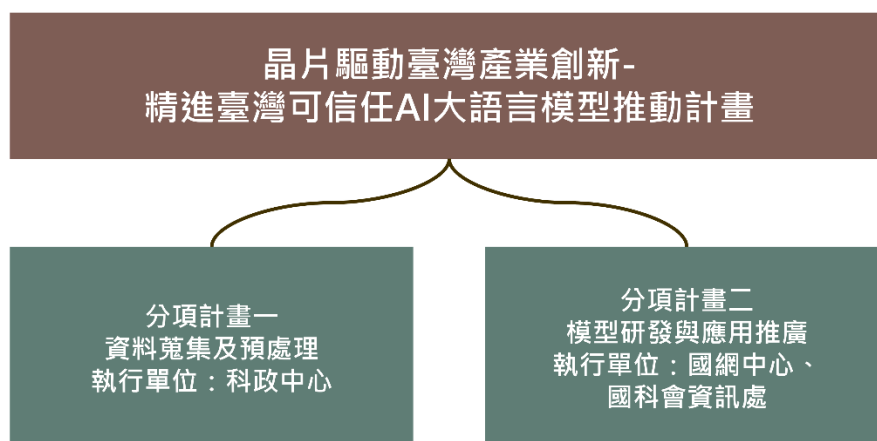 晶片驅動臺灣產業創新-
精進臺灣可信任AI大語言模型推動計畫
分項計畫一
資料蒐集及預處理
執行單位：科政中心
分項計畫二
模型研發與應用推廣
執行單位：國網中心、
國科會資訊處